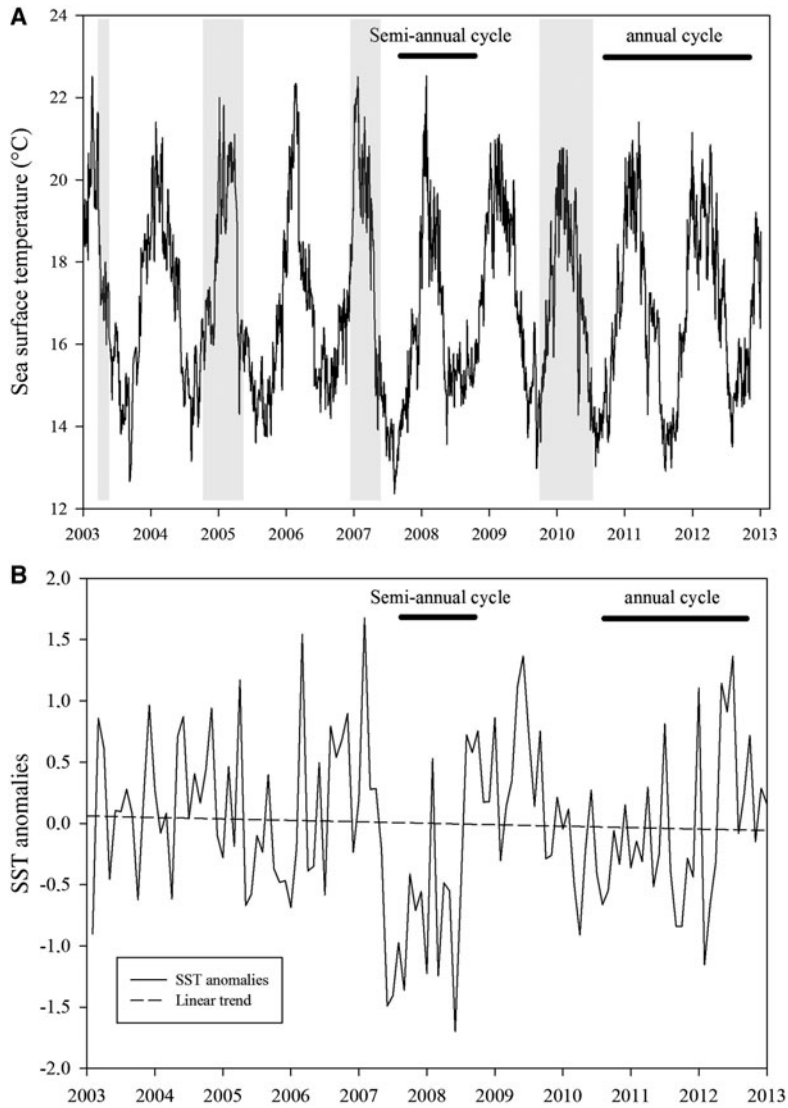 A
Sea surface temperature (°C)
24
22
20
18
16
14
12
Semi-annual cycle
annual cycle
2003 2004 2005 2006 2007 2008 2009 2010 2011 2012 2013
B
SST anomalies
2.0
1.5
1.0
0.5
0.0
-0.5
-1.0
-1.5
-2.0
Semi-annual cycle
annual cycle
SST anomalies
Linear trend
2003 2004 2005 2006 2007 2008 2009 2010 2011 2012 2013